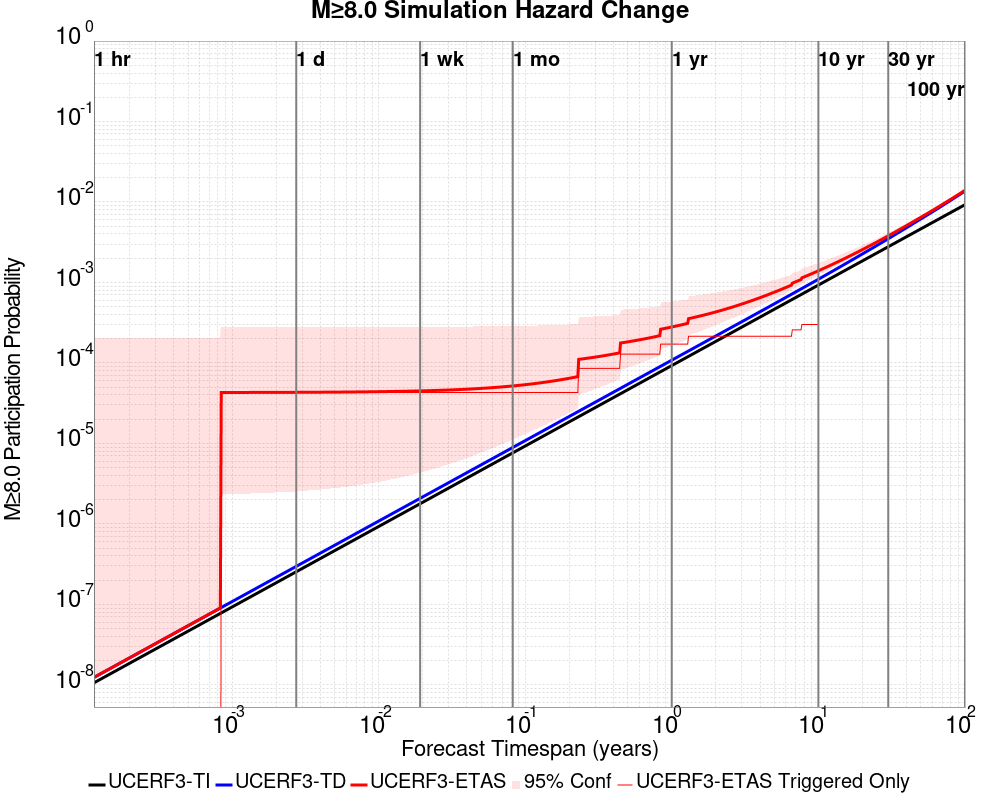 M≥8.0 Simulation Hazard Change
10^0
10^-1
10^-2
10^-3
10^-4
10^-5
10^-6
10^-7
10^-8
M≥8.0 Participation Probability
1 hr
1 d
1 wk
1 mo
1 yr
10 yr
30 yr
100 yr
10^-3
10^-2
10^-1
10^0
10^1
10^2
Forecast Timespan (years)
UCERF3-TI UCERF3-TD UCERF3-ETAS 95% Conf UCERF3-ETAS Triggered Only